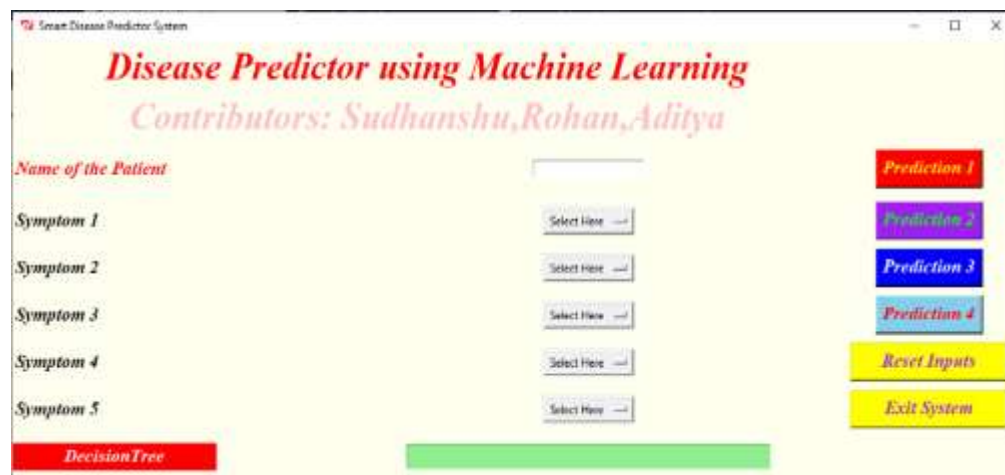 Smart Disease Predictor System
Disease Predictor using Machine Learning
Contributors: Sudhanshu,Rohan,Aditya
Name of the Patient
Prediction 1
Symptom 1
Select Here
Prediction 2
Symptom 2
Select Here
Prediction 3
Symptom 3
Select Here
Prediction 4
Symptom 4
Select Here
Reset Inputs
Symptom 5
Select Here
Exit System
DecisionTree